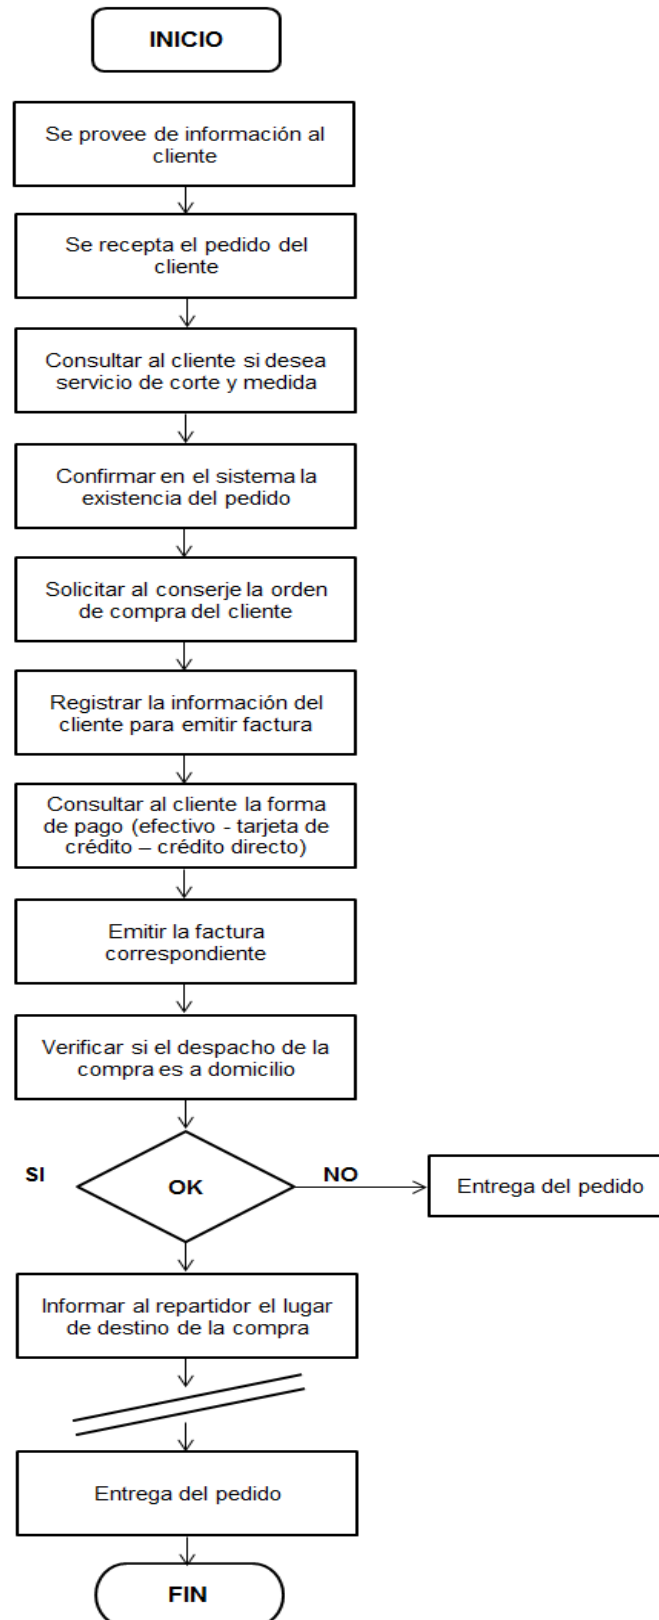 INICIO
Se provee de información al
cliente
Se recepta el pedido del
cliente
Consultar al cliente si desea
servicio de corte y medida
Confirmar en el sistema la
existencia del pedido
Solicitar al conserje la orden
de compra del cliente
Registrar la información del
cliente para emitir factura
Consultar al cliente la forma
de pago (efectivo - tarjeta de
crédito – crédito directo)
Emitir la factura
correspondiente
Verificar si el despacho de la
compra es a domicilio
SI
OK
NO
Entrega del pedido
Informar al repartidor el lugar
de destino de la compra
Entrega del pedido
FIN